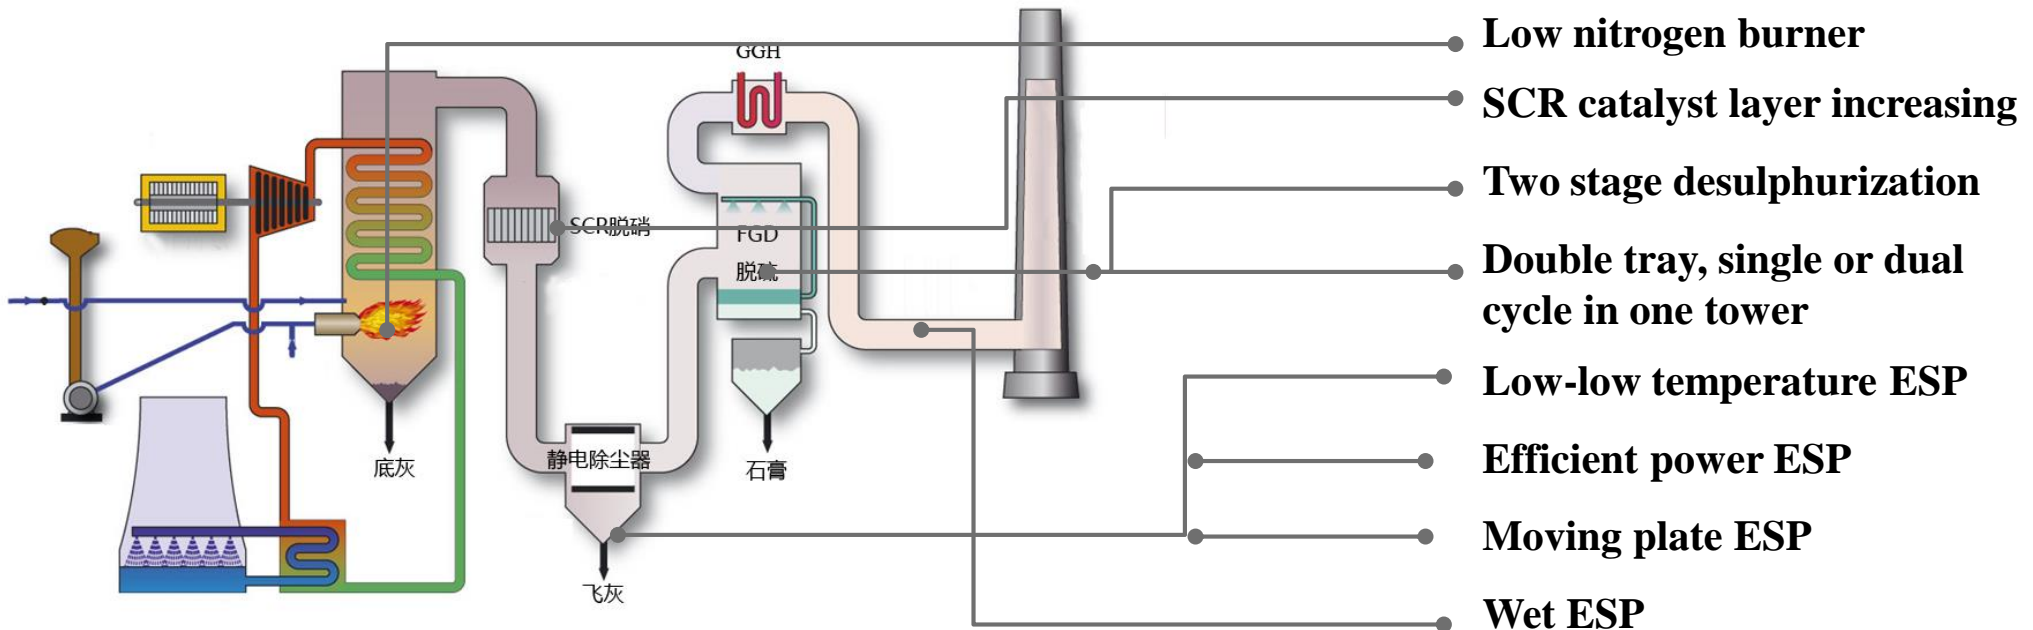 GGH
SCR脱硝
FGD
脱硫
静电除尘器
底灰
石膏
飞灰
Low nitrogen burner
SCR catalyst layer increasing
Two stage desulphurization
Double tray, single or dual
cycle in one tower
Low-low temperature ESP
Efficient power ESP
Moving plate ESP
Wet ESP